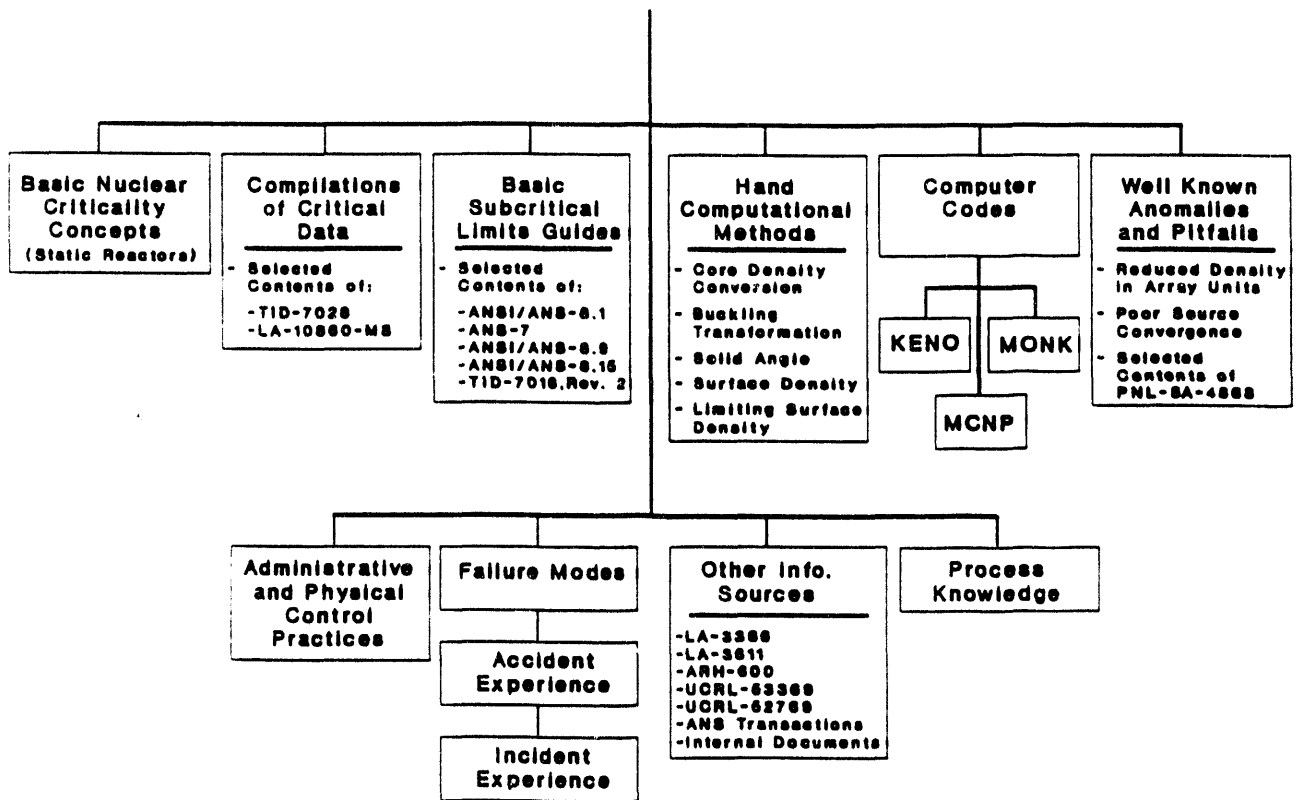 Basic Nuclear
Criticality
Concepts
(Static Reactors)
Compilations
of Critical
Data
- Selected
Contents of:
-TID-7028
-LA-10860-MS
Basic
Subcritical
Limits Guides
- Selected
Contents of:
-ANSI/ANS-8.1
-ANS-7
-ANSI/ANS-8.9
-ANSI/ANS-8.15
-TID-7016,Rev. 2
Hand
Computational
Methods
- Core Density
Conversion
- Buckling
Transformation
- Solid Angle
- Surface Density
- Limiting Surface
Density
Computer
Codes
KENO
MONK
MCNP
Well Known
Anomalies
and Pitfalls
- Reduced Density
in Array Units
- Poor Source
Convergence
- Selected
Contents of
Administrative
and Physical
Control
Practices
Failure Modes
Accident
Experience
Incident
Experience
Other Info.
Sources
-LA-3366
-LA-3611
-ARH-600
-UCRL-53369
-UCRL-52769
-ANS Transactions
-Internal Documents
Process
Knowledge